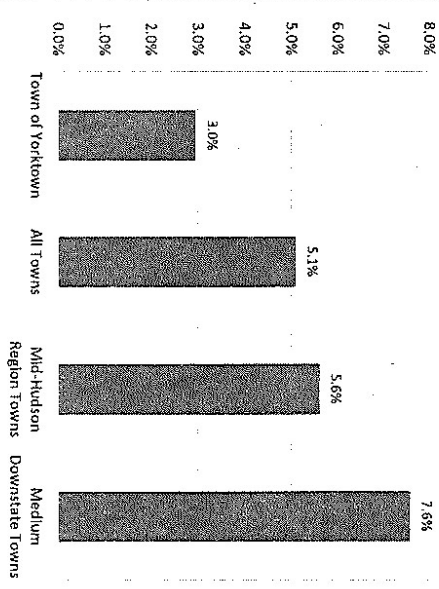 8.0%
7.0%
6.0%
5.0%
4.0%
3.0%
2.0%
1.0%
0.0%
3.0%
5.1%
5.6%
7.6%
Town of Yorktown
All Towns
Mid-Hudson
Region Towns
Medium
Downstate Towns